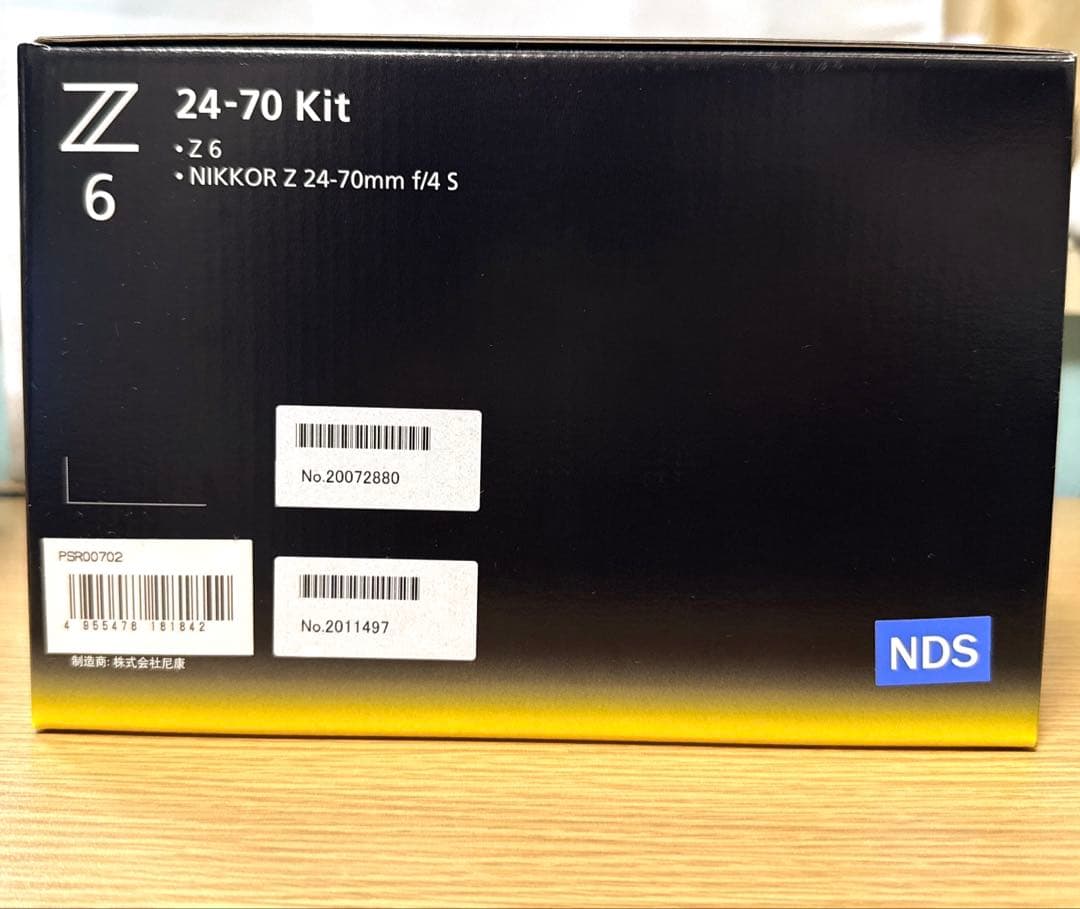 Z
6
24-70 Kit
•Z 6
•NIKKOR Z 24-70mm f/4 S
No.20072880
PSR00702
4 955478 181842
No.2011497
制造商: 株式会社尼康
NDS